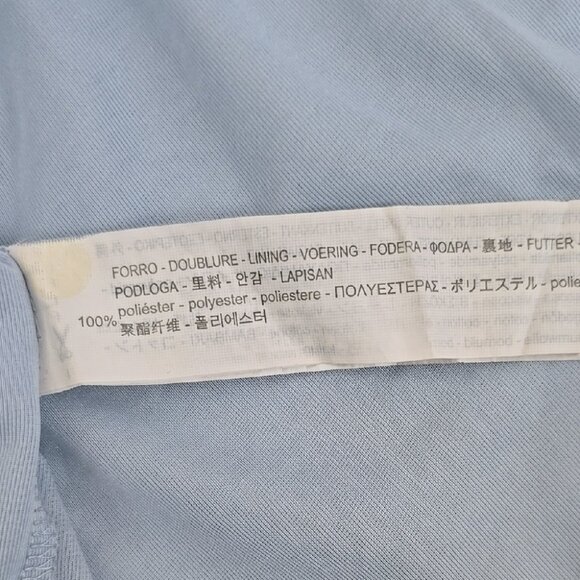 FORRO - DOUBLURE - LINING - VOERING - FODERA - ΦΟΔΡΑ - 裏地 - FUTTER -
PODLOGA - 里料 - 안감 - LAPISAN
100% poliéster - polyester - poliestere - ΠΟΛΥΕΣΤΕΡΑΣ - ポリエステル - polie
聚酯纤维 - 폴리에스터